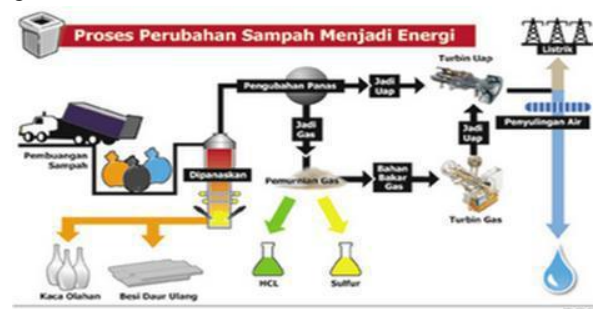 Proses Perubahan Sampah Menjadi Energi
Listrik
Turbin Uap
Pengubahan Panas
Jadi
Uap
Penyulingan Air
Jadi
Gas
Jadi
Uap
Pembuangan
Sampah
Dipanaskan
Pemurnian Gas
Bahan
Bakar
Gas
Turbin Gas
Kaca Olahan
Besi Daur Ulang
HCL
Sulfur